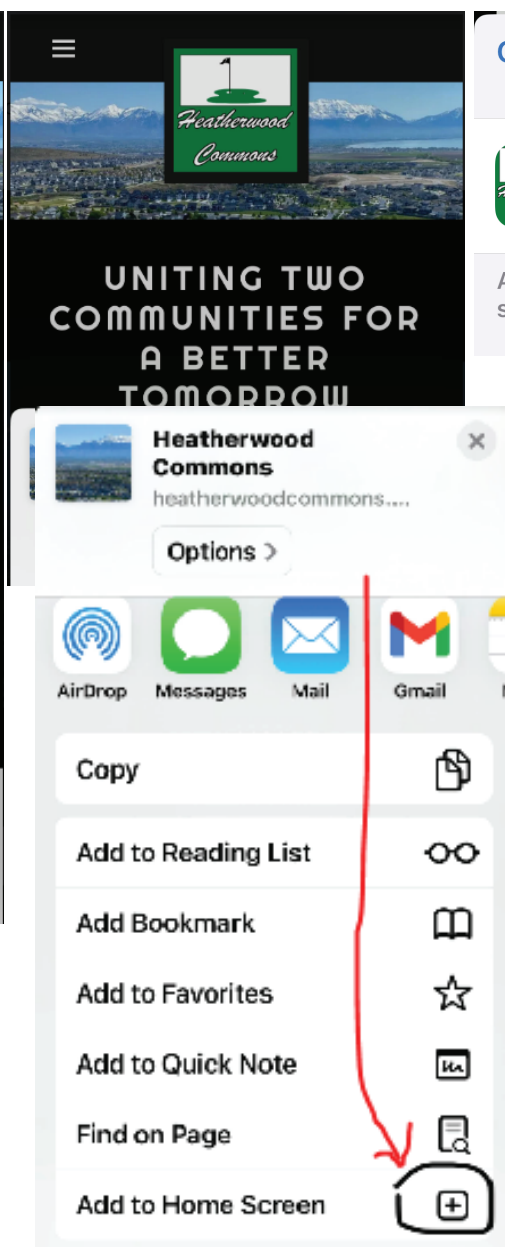 Heatherwood
Commons
UNITING TWO
COMMUNITIES FOR
A BETTER
TOMORROW
Heatherwood
Commons
heatherwoodcommons....
Options >
AirDrop Messages Mail Gmail
Copy
Add to Reading List
Add Bookmark
Add to Favorites
Add to Quick Note
Find on Page
Add to Home Screen